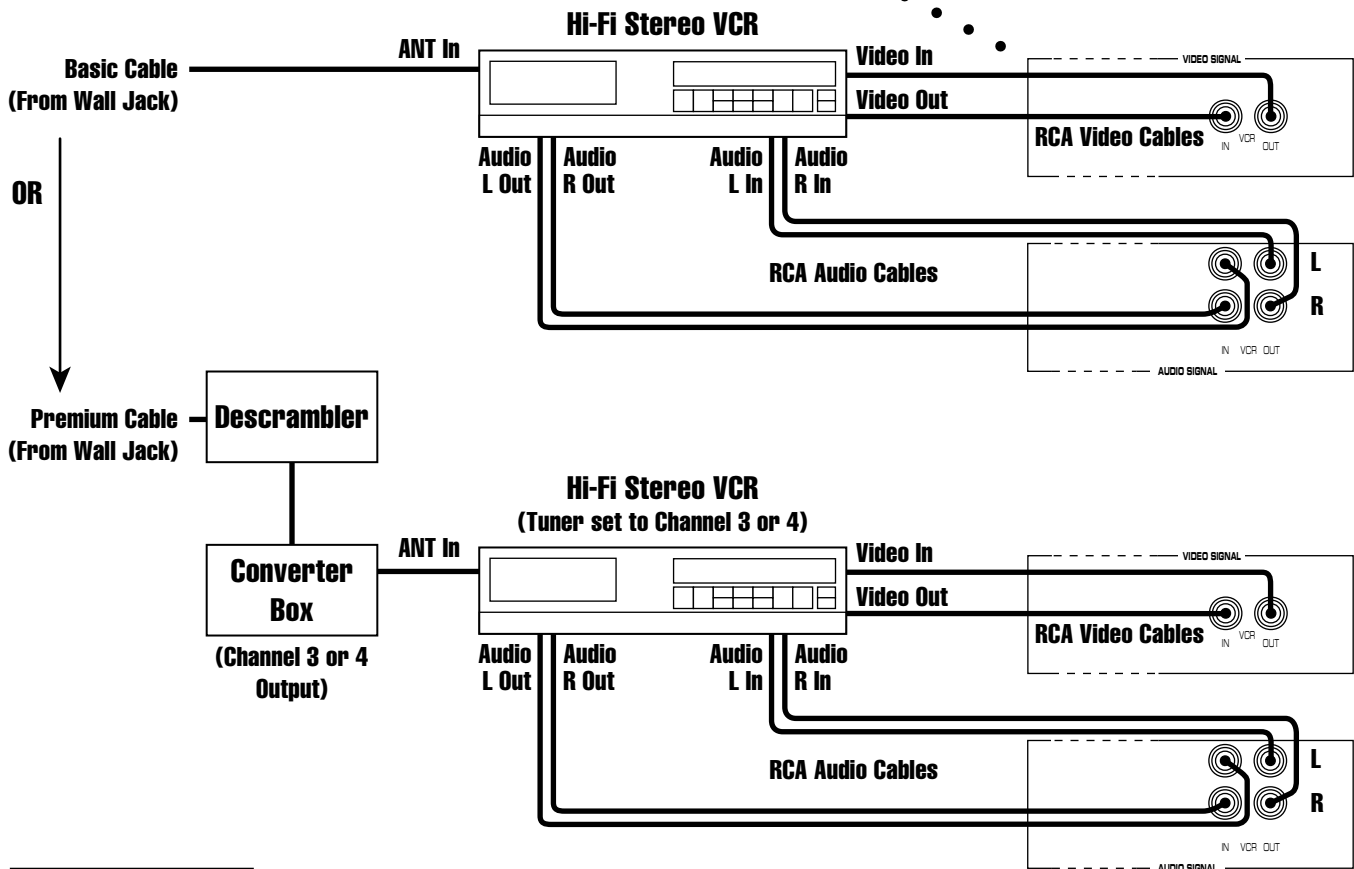 Hi-Fi Stereo VCR
ANT In
Video In
VIDEO SIGNAL
Basic Cable
(From Wall Jack)
Video Out
RCA Video Cables
IN VCR OUT
Audio
L Out
Audio
R Out
Audio
L In
Audio
R In
OR
RCA Audio Cables
L
R
IN VCR OUT
AUDIO SIGNAL
Premium Cable
(From Wall Jack)
Descrambler
Hi-Fi Stereo VCR
(Tuner set to Channel 3 or 4)
ANT In
Converter
Box
(Channel 3 or 4
Output)
Video In
VIDEO SIGNAL
Video Out
RCA Video Cables
IN VCR OUT
Audio
L Out
Audio
R Out
Audio
L In
Audio
R In
RCA Audio Cables
L
R
IN VCR OUT
AUDIO SIGNAL